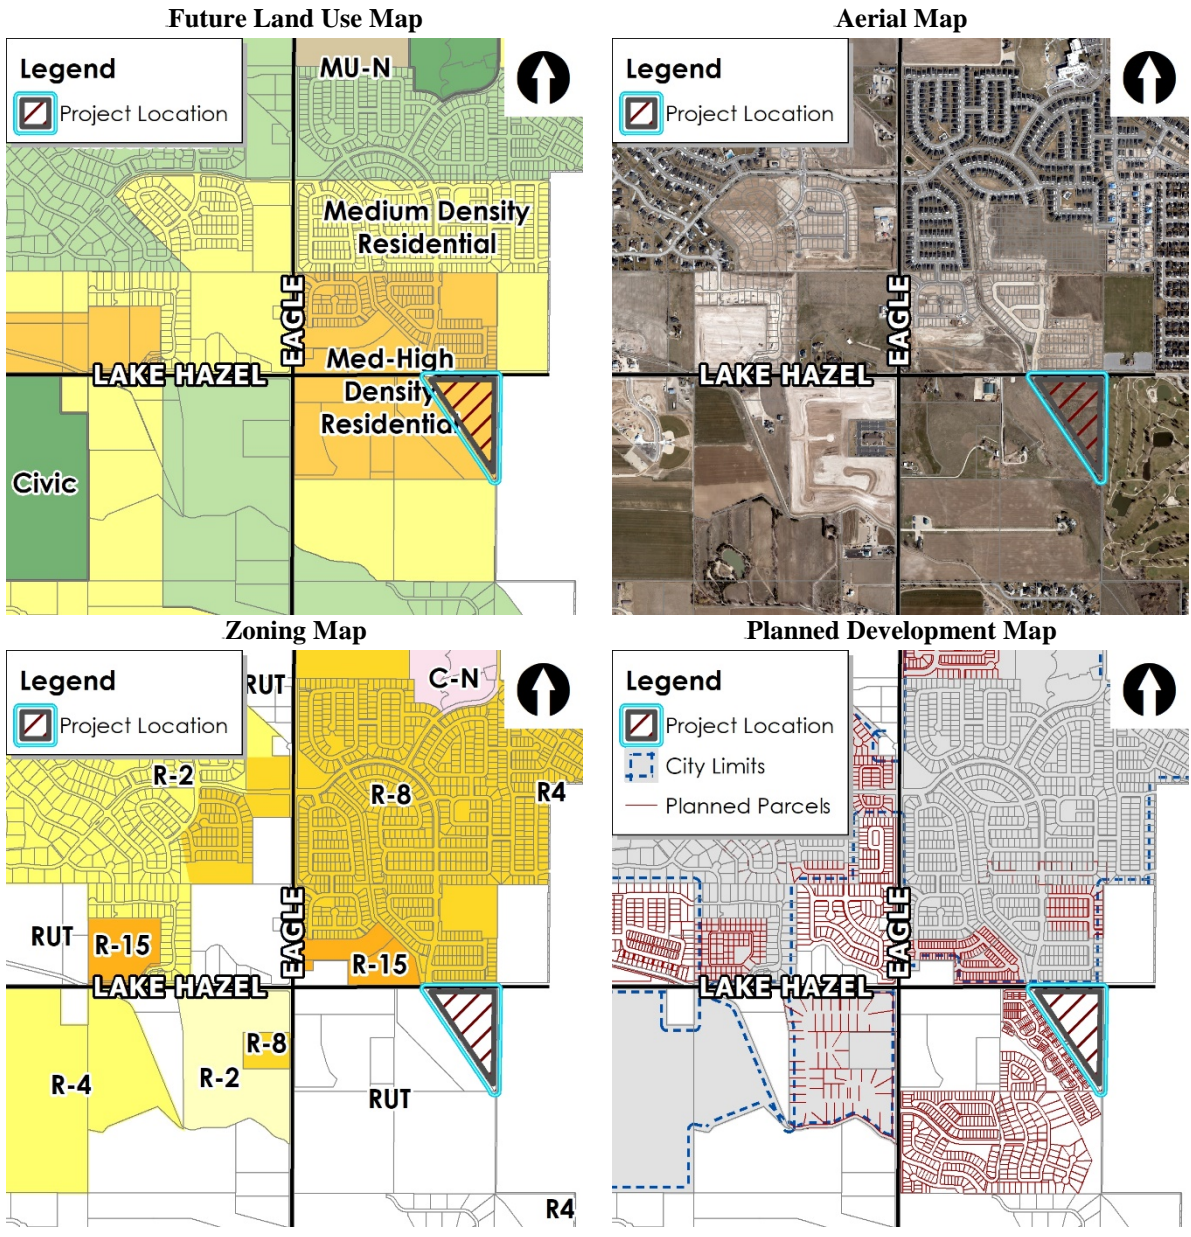 Future Land Use Map
Legend
Project Location
MU-N
Medium Density
Residential
EAGLE
Med-High
Density
Residential
LAKE HAZEL
Civic
Aerial Map
Legend
Project Location
EAGLE
LAKE HAZEL
Zoning Map
Legend
Project Location
RUT
C-N
R-2
R-8
R4
EAGLE
RUT
R-15
R-15
LAKE HAZEL
R-8
R-4
R-2
RUT
R4
Planned Development Map
Legend
Project Location
City Limits
Planned Parcels
EAGLE
LAKE HAZEL